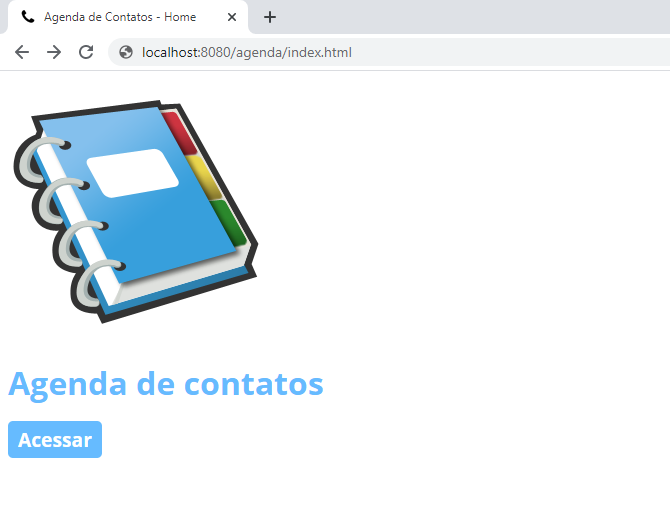 Agenda de Contatos - Home
localhost:8080/agenda/index.html
Agenda de contatos
Acessar